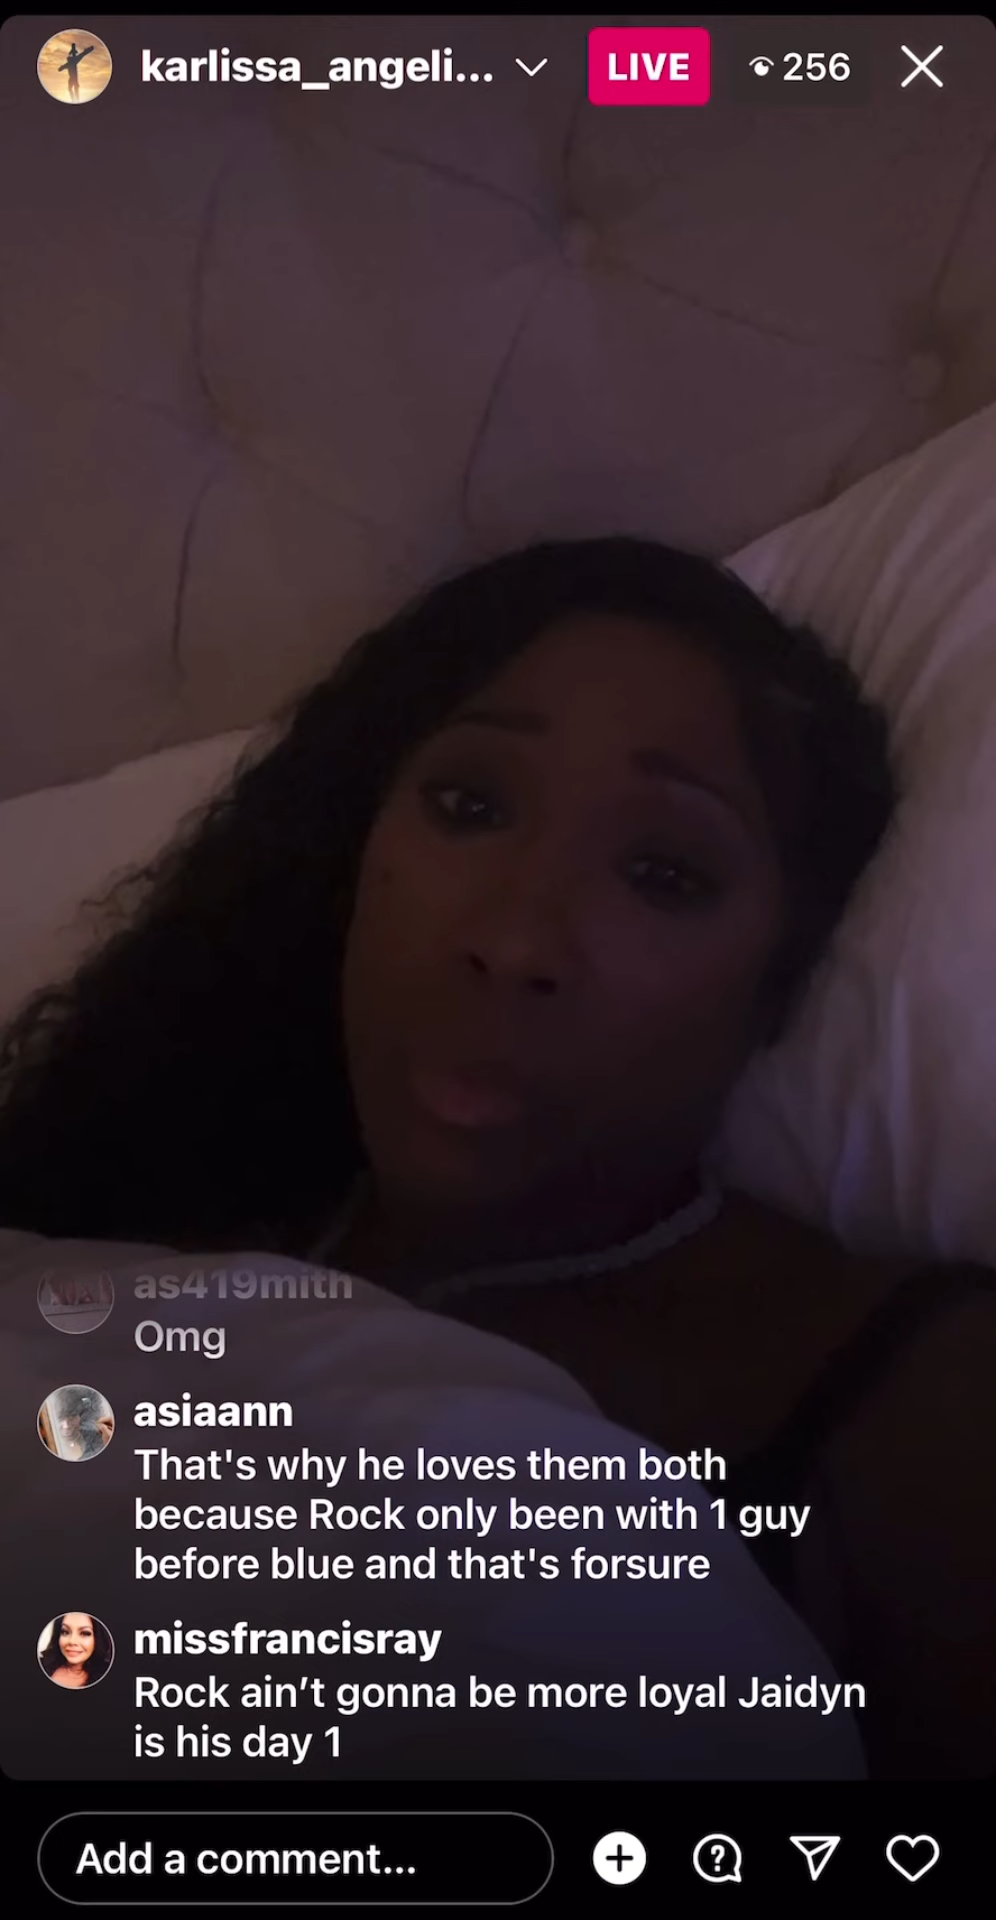 karlissa_angeli...
LIVE
256
as419mith
Omg
asiaann
That's why he loves them both
because Rock only been with 1 guy
before blue and that's forsure
missfrancisray
Rock ain’t gonna be more loyal Jaidyn
is his day 1
Add a comment...